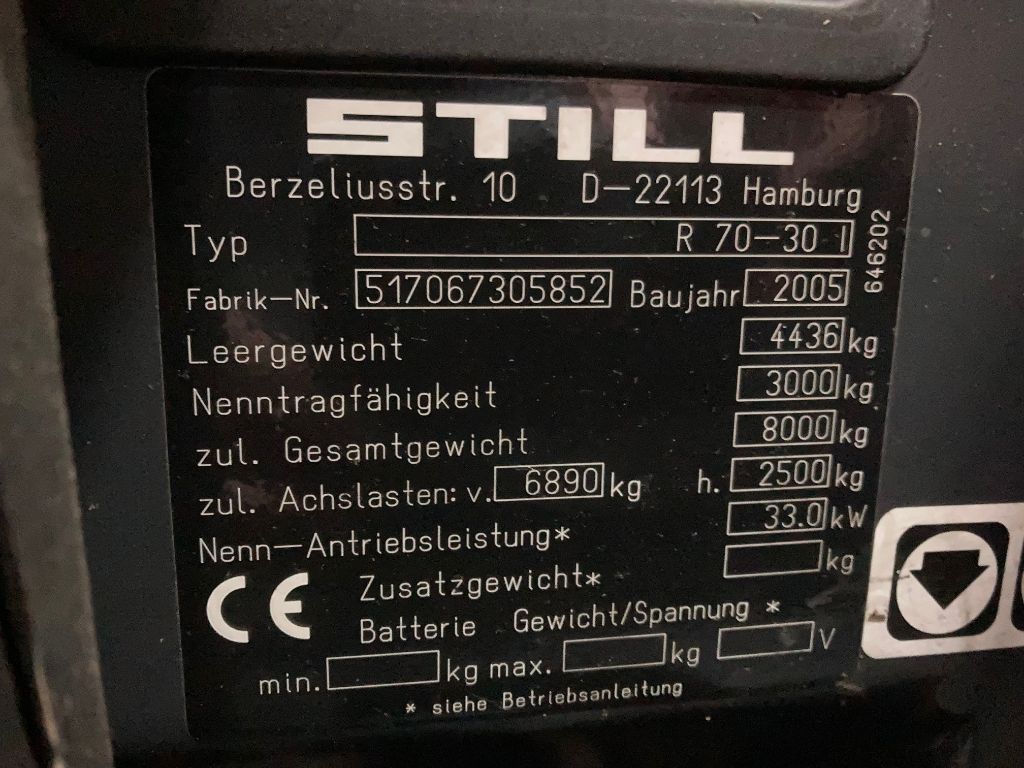 STILL
Berzeliusstr. 10 D-22113 Hamburg
Typ R 70-30 I
646202
Fabrik-Nr. 517067305852 Baujahr 2005
Leergewicht 4436 kg
Nenntragfähigkeit 3000 kg
zul. Gesamtgewicht 8000 kg
zul. Achslasten: v. 6890 kg h. 2500 kg
Nenn-Antriebsleistung* 33.0 kW
Zusatzgewicht* kg
CE
Batterie Gewicht/Spannung *
min. kg max. kg V
* siehe Betriebsanleitung